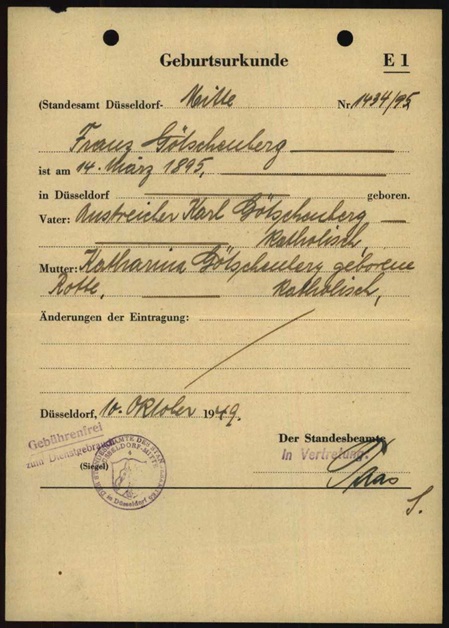 Geburtsurkunde E 1
(Standesamt Düsseldorf- Mitte Nr. 1434/95
Franz Götschenberg
ist am 14. März 1895,
in Düsseldorf geboren.
Vater: Anstreicher Karl Götschenberg
katholisch,
Mutter: Katharina Götschenberg geborene
Rotte, katholisch,
Änderungen der Eintragung:
Düsseldorf, 10. Oktober 1949.
Gebührenfrei
zum Dienstgebrauch
Der Standesbeamte
In Vertretung.
(Siegel)
S.